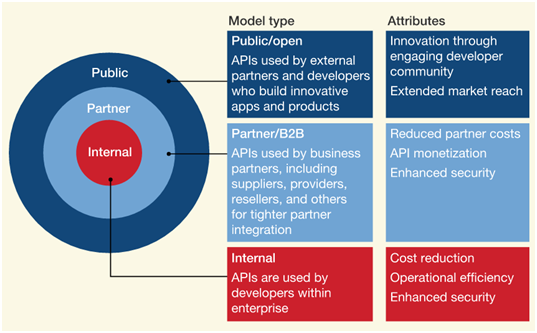 Model type
Attributes
Public
Partner
Internal
Public/open
APIs used by external
partners and developers
who build innovative
apps and products
Innovation through
engaging developer
community
Extended market reach
Partner/B2B
APIs used by business
partners, including
suppliers, providers,
resellers, and others
for tighter partner
integration
Reduced partner costs
API monetization
Enhanced security
Internal
APIs are used by
developers within
enterprise
Cost reduction
Operational efficiency
Enhanced security